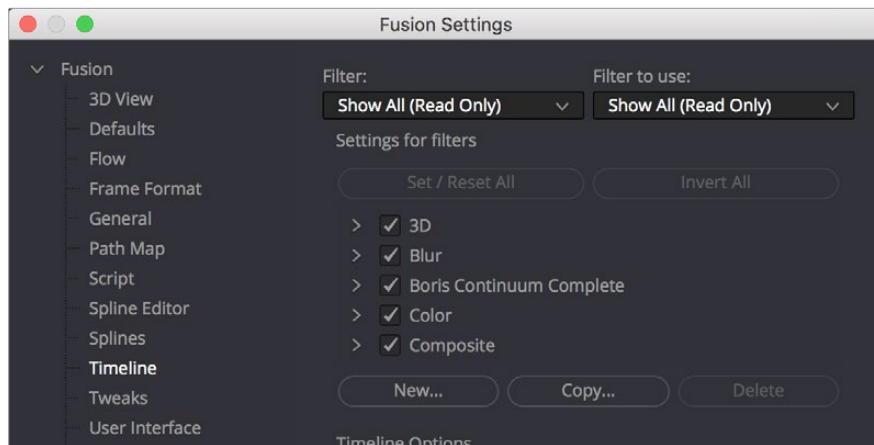 Fusion Settings
Fusion
3D View
Defaults
Flow
Frame Format
General
Path Map
Script
Spline Editor
Splines
Timeline
Tweaks
User Interface
Filter:
Filter to use:
Show All (Read Only)
Show All (Read Only)
Settings for filters
Set / Reset All
Invert All
3D
Blur
Boris Continuum Complete
Color
Composite
New...
Copy...
Delete
Timeline Options